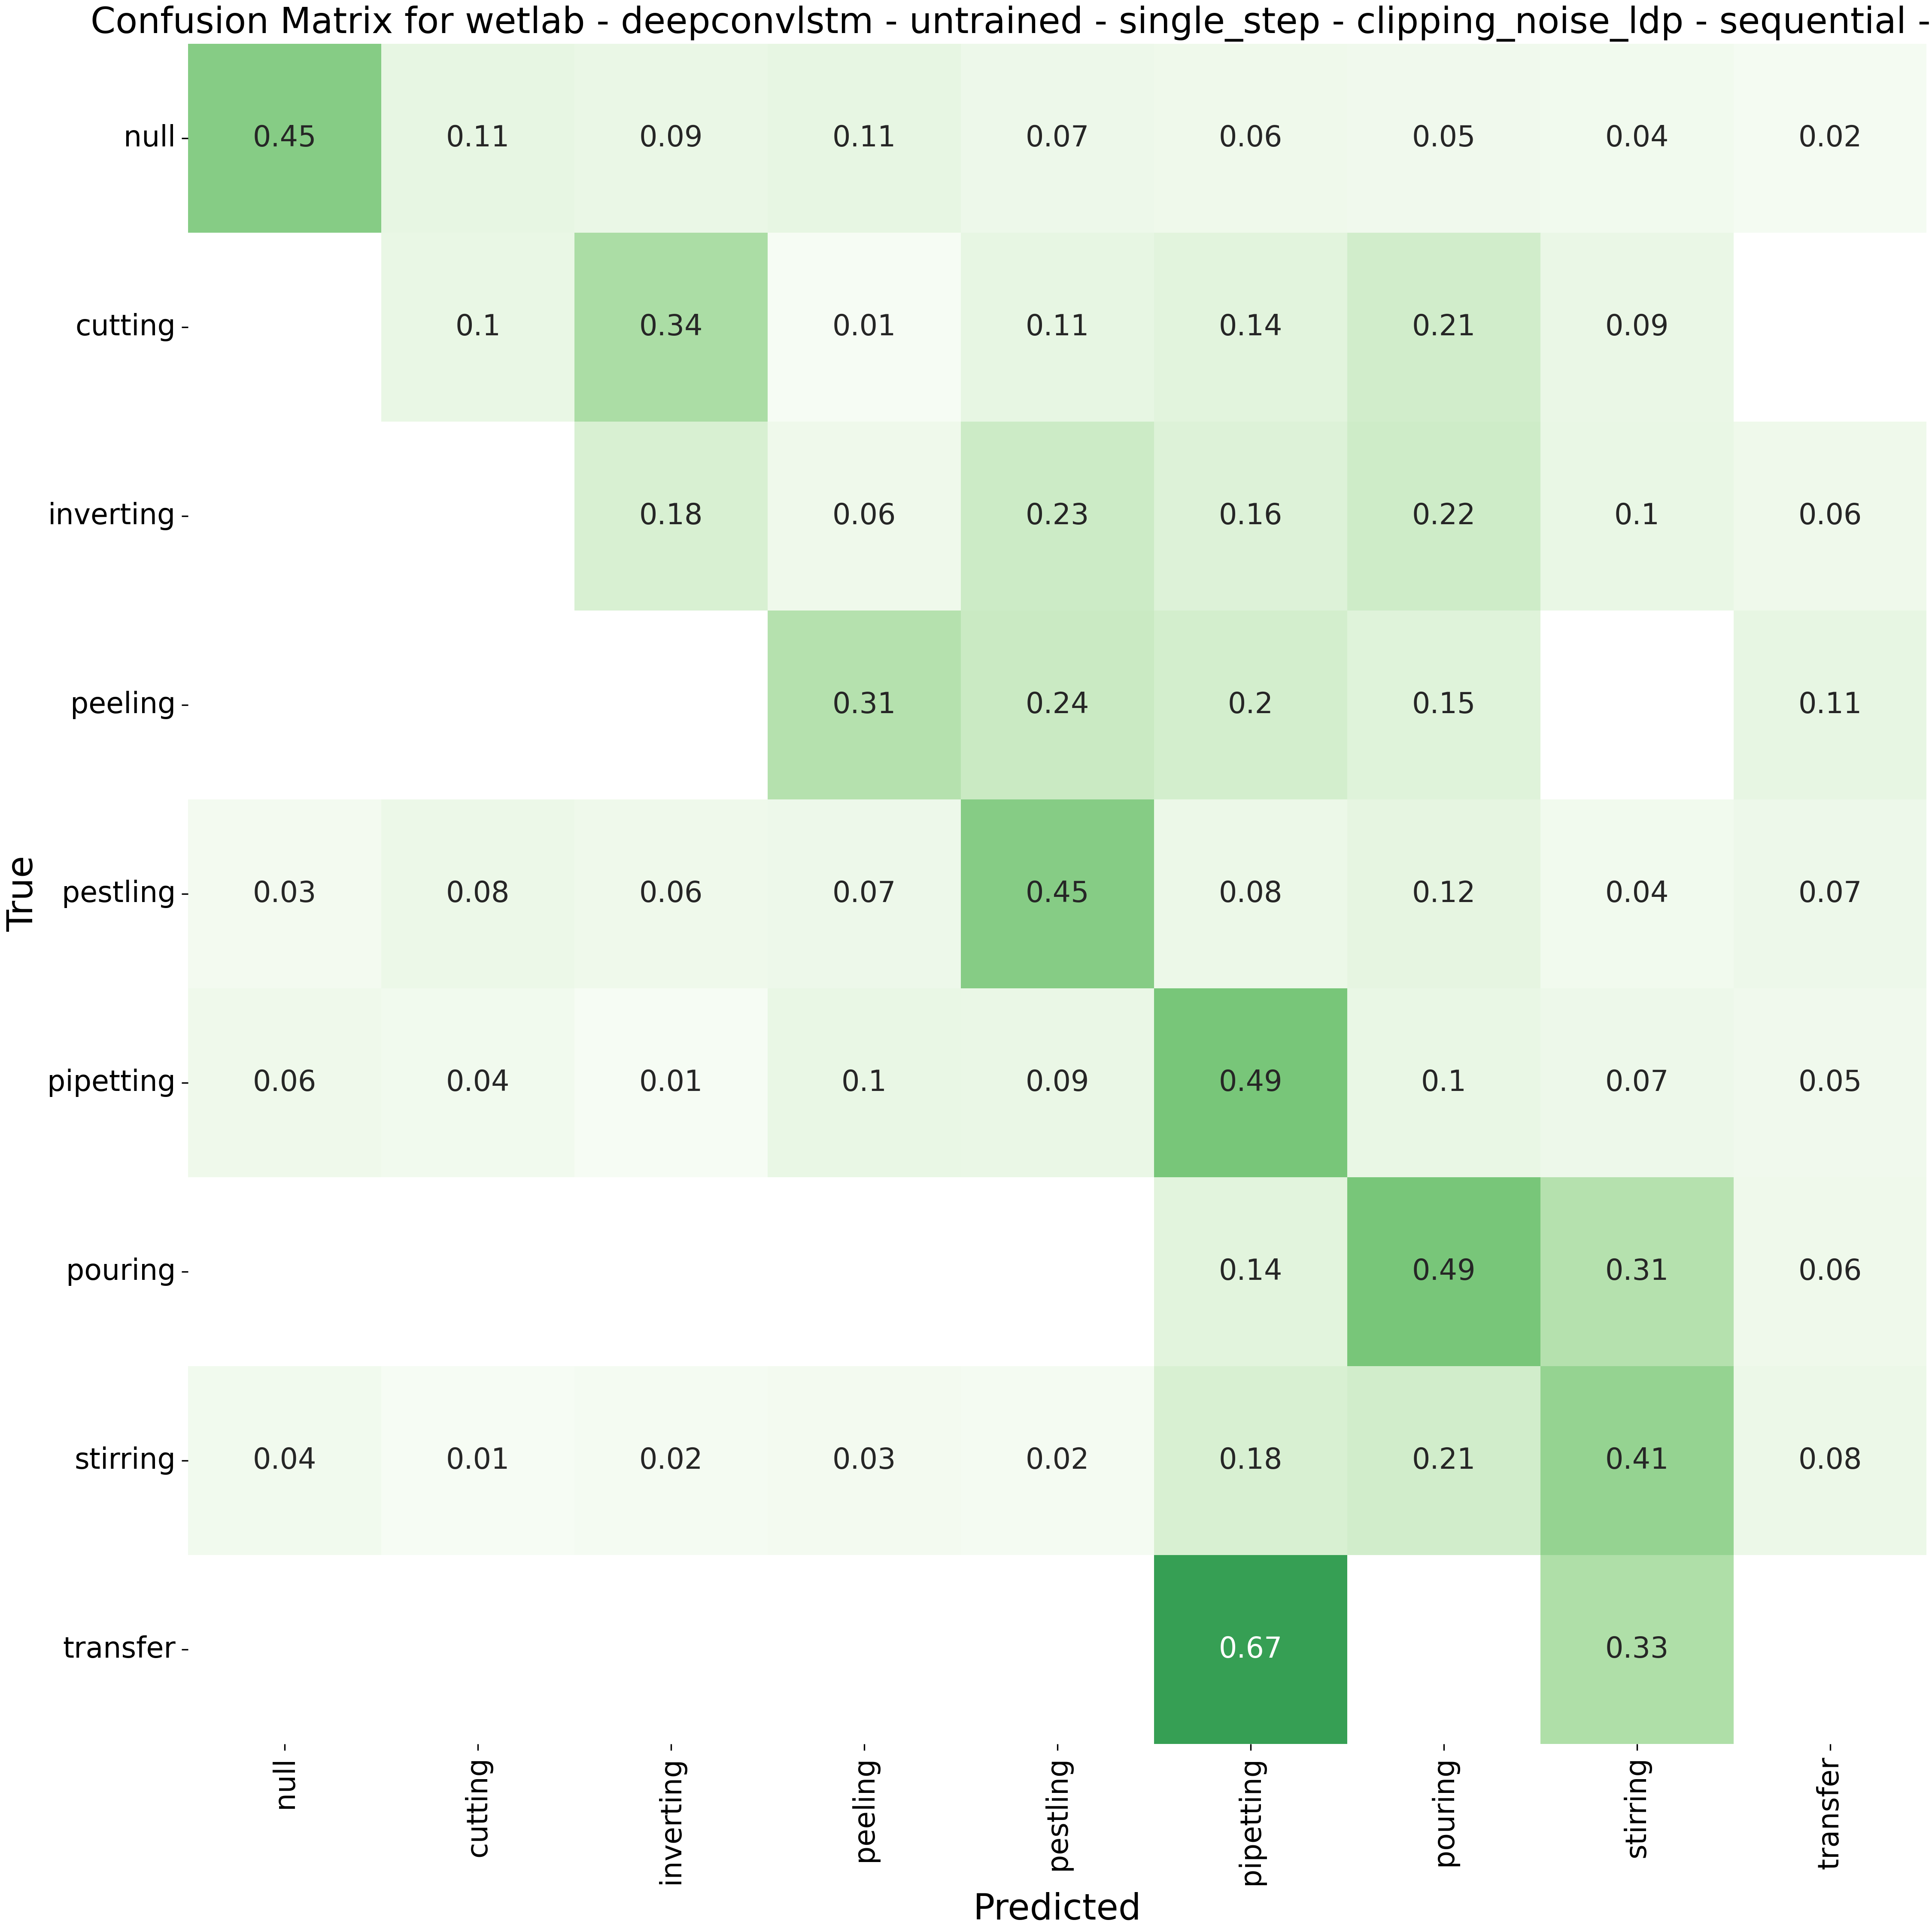 Confusion Matrix for wetlab - deepconvlstm - untrained - single_step - clipping_noise_ldp - sequential -
null 0.45 0.11 0.09 0.11 0.07 0.06 0.05 0.04 0.02
cutting 0.1 0.34 0.01 0.11 0.14 0.21 0.09
inverting 0.18 0.06 0.23 0.16 0.22 0.1 0.06
peeling 0.31 0.24 0.2 0.15 0.11
True
pestling 0.03 0.08 0.06 0.07 0.45 0.08 0.12 0.04 0.07
pipetting 0.06 0.04 0.01 0.1 0.09 0.49 0.1 0.07 0.05
pouring 0.14 0.49 0.31 0.06
stirring 0.04 0.01 0.02 0.03 0.02 0.18 0.21 0.41 0.08
transfer 0.67 0.33
null cutting inverting peeling pestling pipetting pouring stirring transfer
Predicted